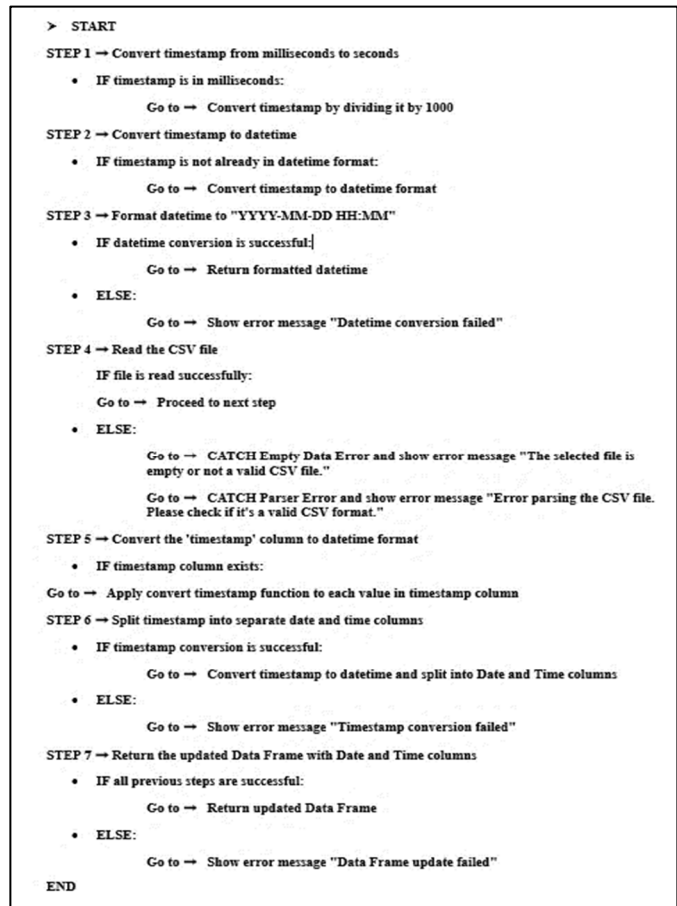 ➤ START
STEP 1 → Convert timestamp from milliseconds to seconds
• IF timestamp is in milliseconds:
Go to → Convert timestamp by dividing it by 1000
STEP 2 → Convert timestamp to datetime
• IF timestamp is not already in datetime format:
Go to → Convert timestamp to datetime format
STEP 3 → Format datetime to "YYYY-MM-DD HH:MM"
• IF datetime conversion is successful:
Go to → Return formatted datetime
• ELSE:
Go to → Show error message "Datetime conversion failed"
STEP 4 → Read the CSV file
IF file is read successfully:
Go to → Proceed to next step
• ELSE:
Go to → CATCH Empty Data Error and show error message "The selected file is
empty or not a valid CSV file."
Go to → CATCH Parser Error and show error message "Error parsing the CSV file.
Please check if it's a valid CSV format."
STEP 5 → Convert the 'timestamp' column to datetime format
• IF timestamp column exists:
Go to → Apply convert timestamp function to each value in timestamp column
STEP 6 → Split timestamp into separate date and time columns
• IF timestamp conversion is successful:
Go to → Convert timestamp to datetime and split into Date and Time columns
• ELSE:
Go to → Show error message "Timestamp conversion failed"
STEP 7 → Return the updated Data Frame with Date and Time columns
• IF all previous steps are successful:
Go to → Return updated Data Frame
• ELSE:
Go to → Show error message "Data Frame update failed"
END